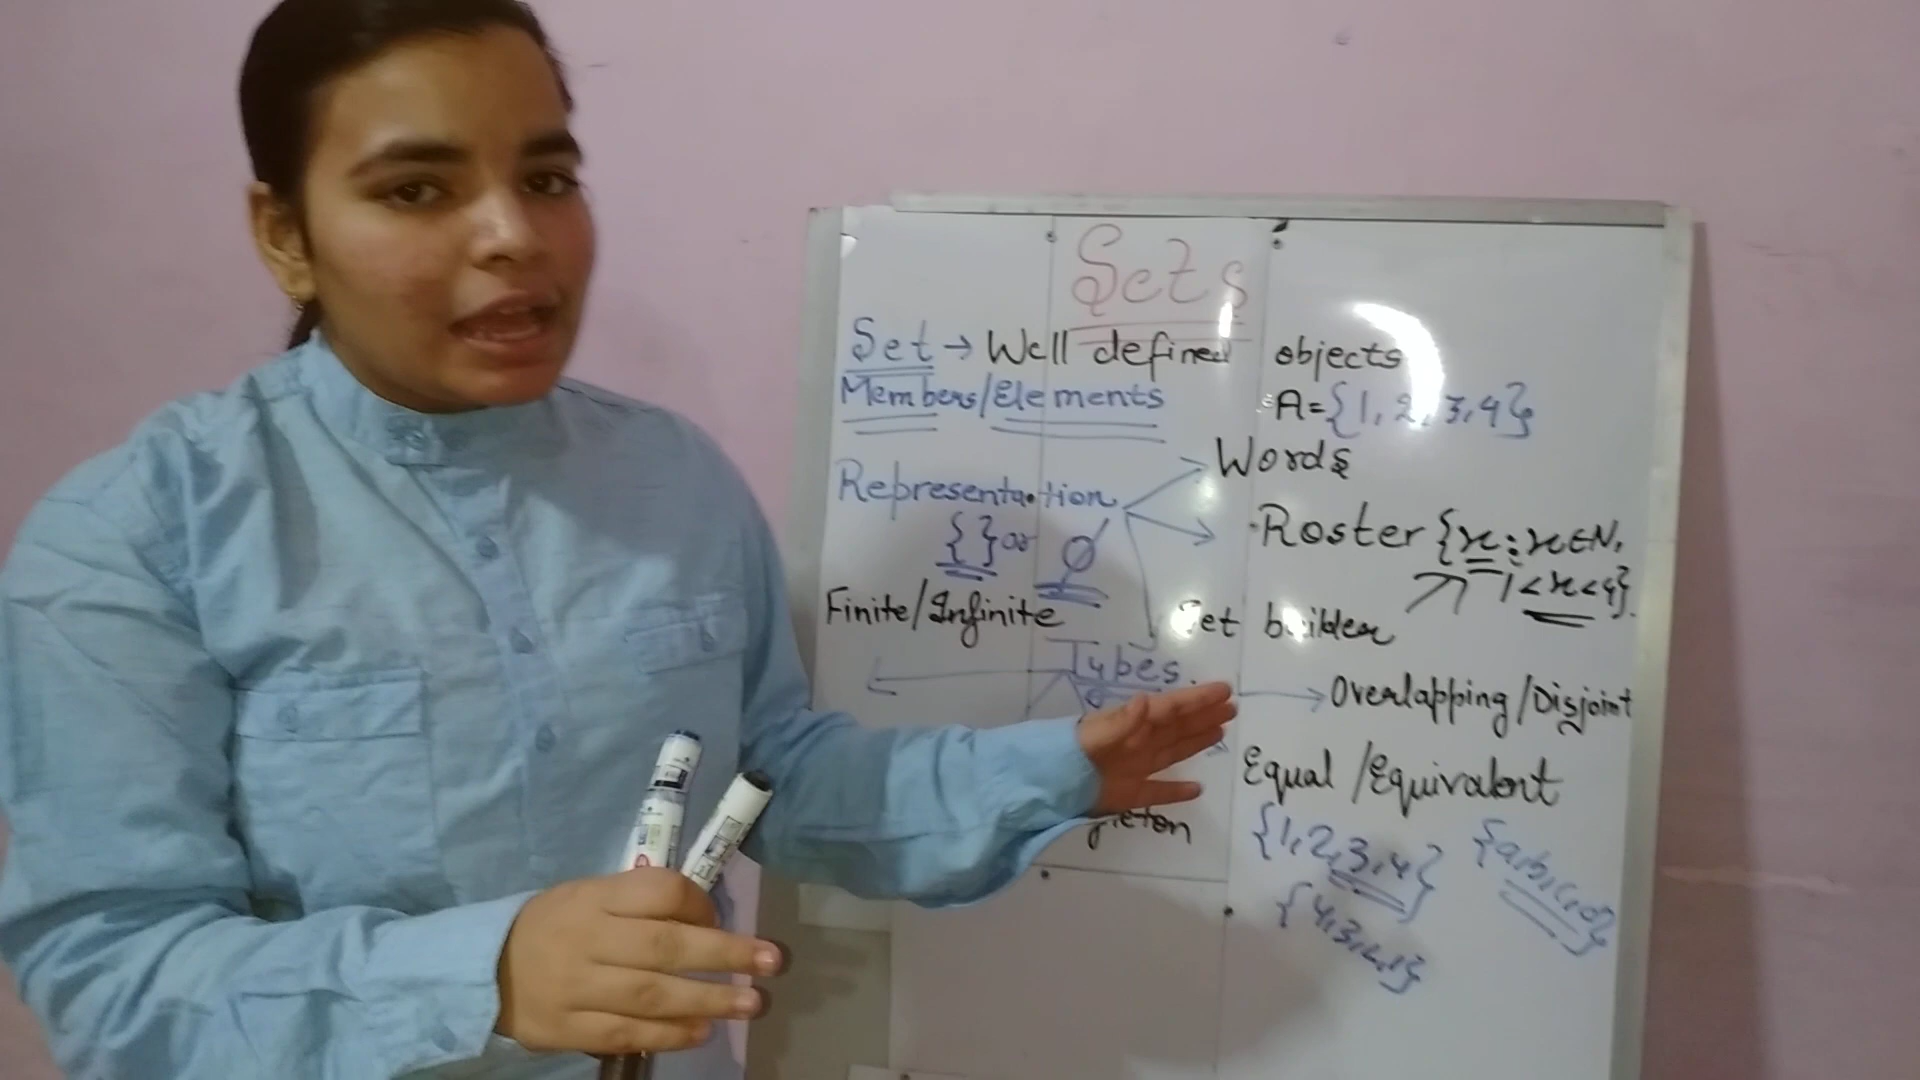 Sets
Set → Well defined objects
Members/Elements
A={1,2,3,4}
Words
Representation
Roster {x:x∈N,
1<x<4}.
{ } or ∅
Finite/Infinite
Set builder
Types.
Overlapping/Disjoint
Equal/Equivalent
{1,2,3,4}
{a,b,c,d}
{4,3,2,1}